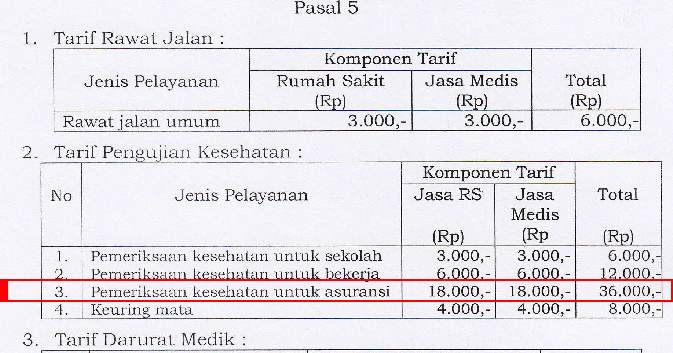 Pasal 5
1. Tarif Rawat Jalan :
Jenis Pelayanan Komponen Tarif Total (Rp)
Rumah Sakit (Rp) Jasa Medis (Rp)
Rawat jalan umum 3.000,- 3.000,- 6.000,-
2. Tarif Pengujian Kesehatan :
No Jenis Pelayanan Komponen Tarif Total (Rp)
Jasa RS (Rp) Jasa Medis (Rp
1. Pemeriksaan kesehatan untuk sekolah 3.000,- 3.000,- 6.000,-
2. Pemeriksaan kesehatan untuk bekerja 6.000,- 6.000,- 12.000,-
3. Pemeriksaan kesehatan untuk asuransi 18.000,- 18.000,- 36.000,-
4. Keuring mata 4.000,- 4.000,- 8.000,-
3. Tarif Darurat Medik :